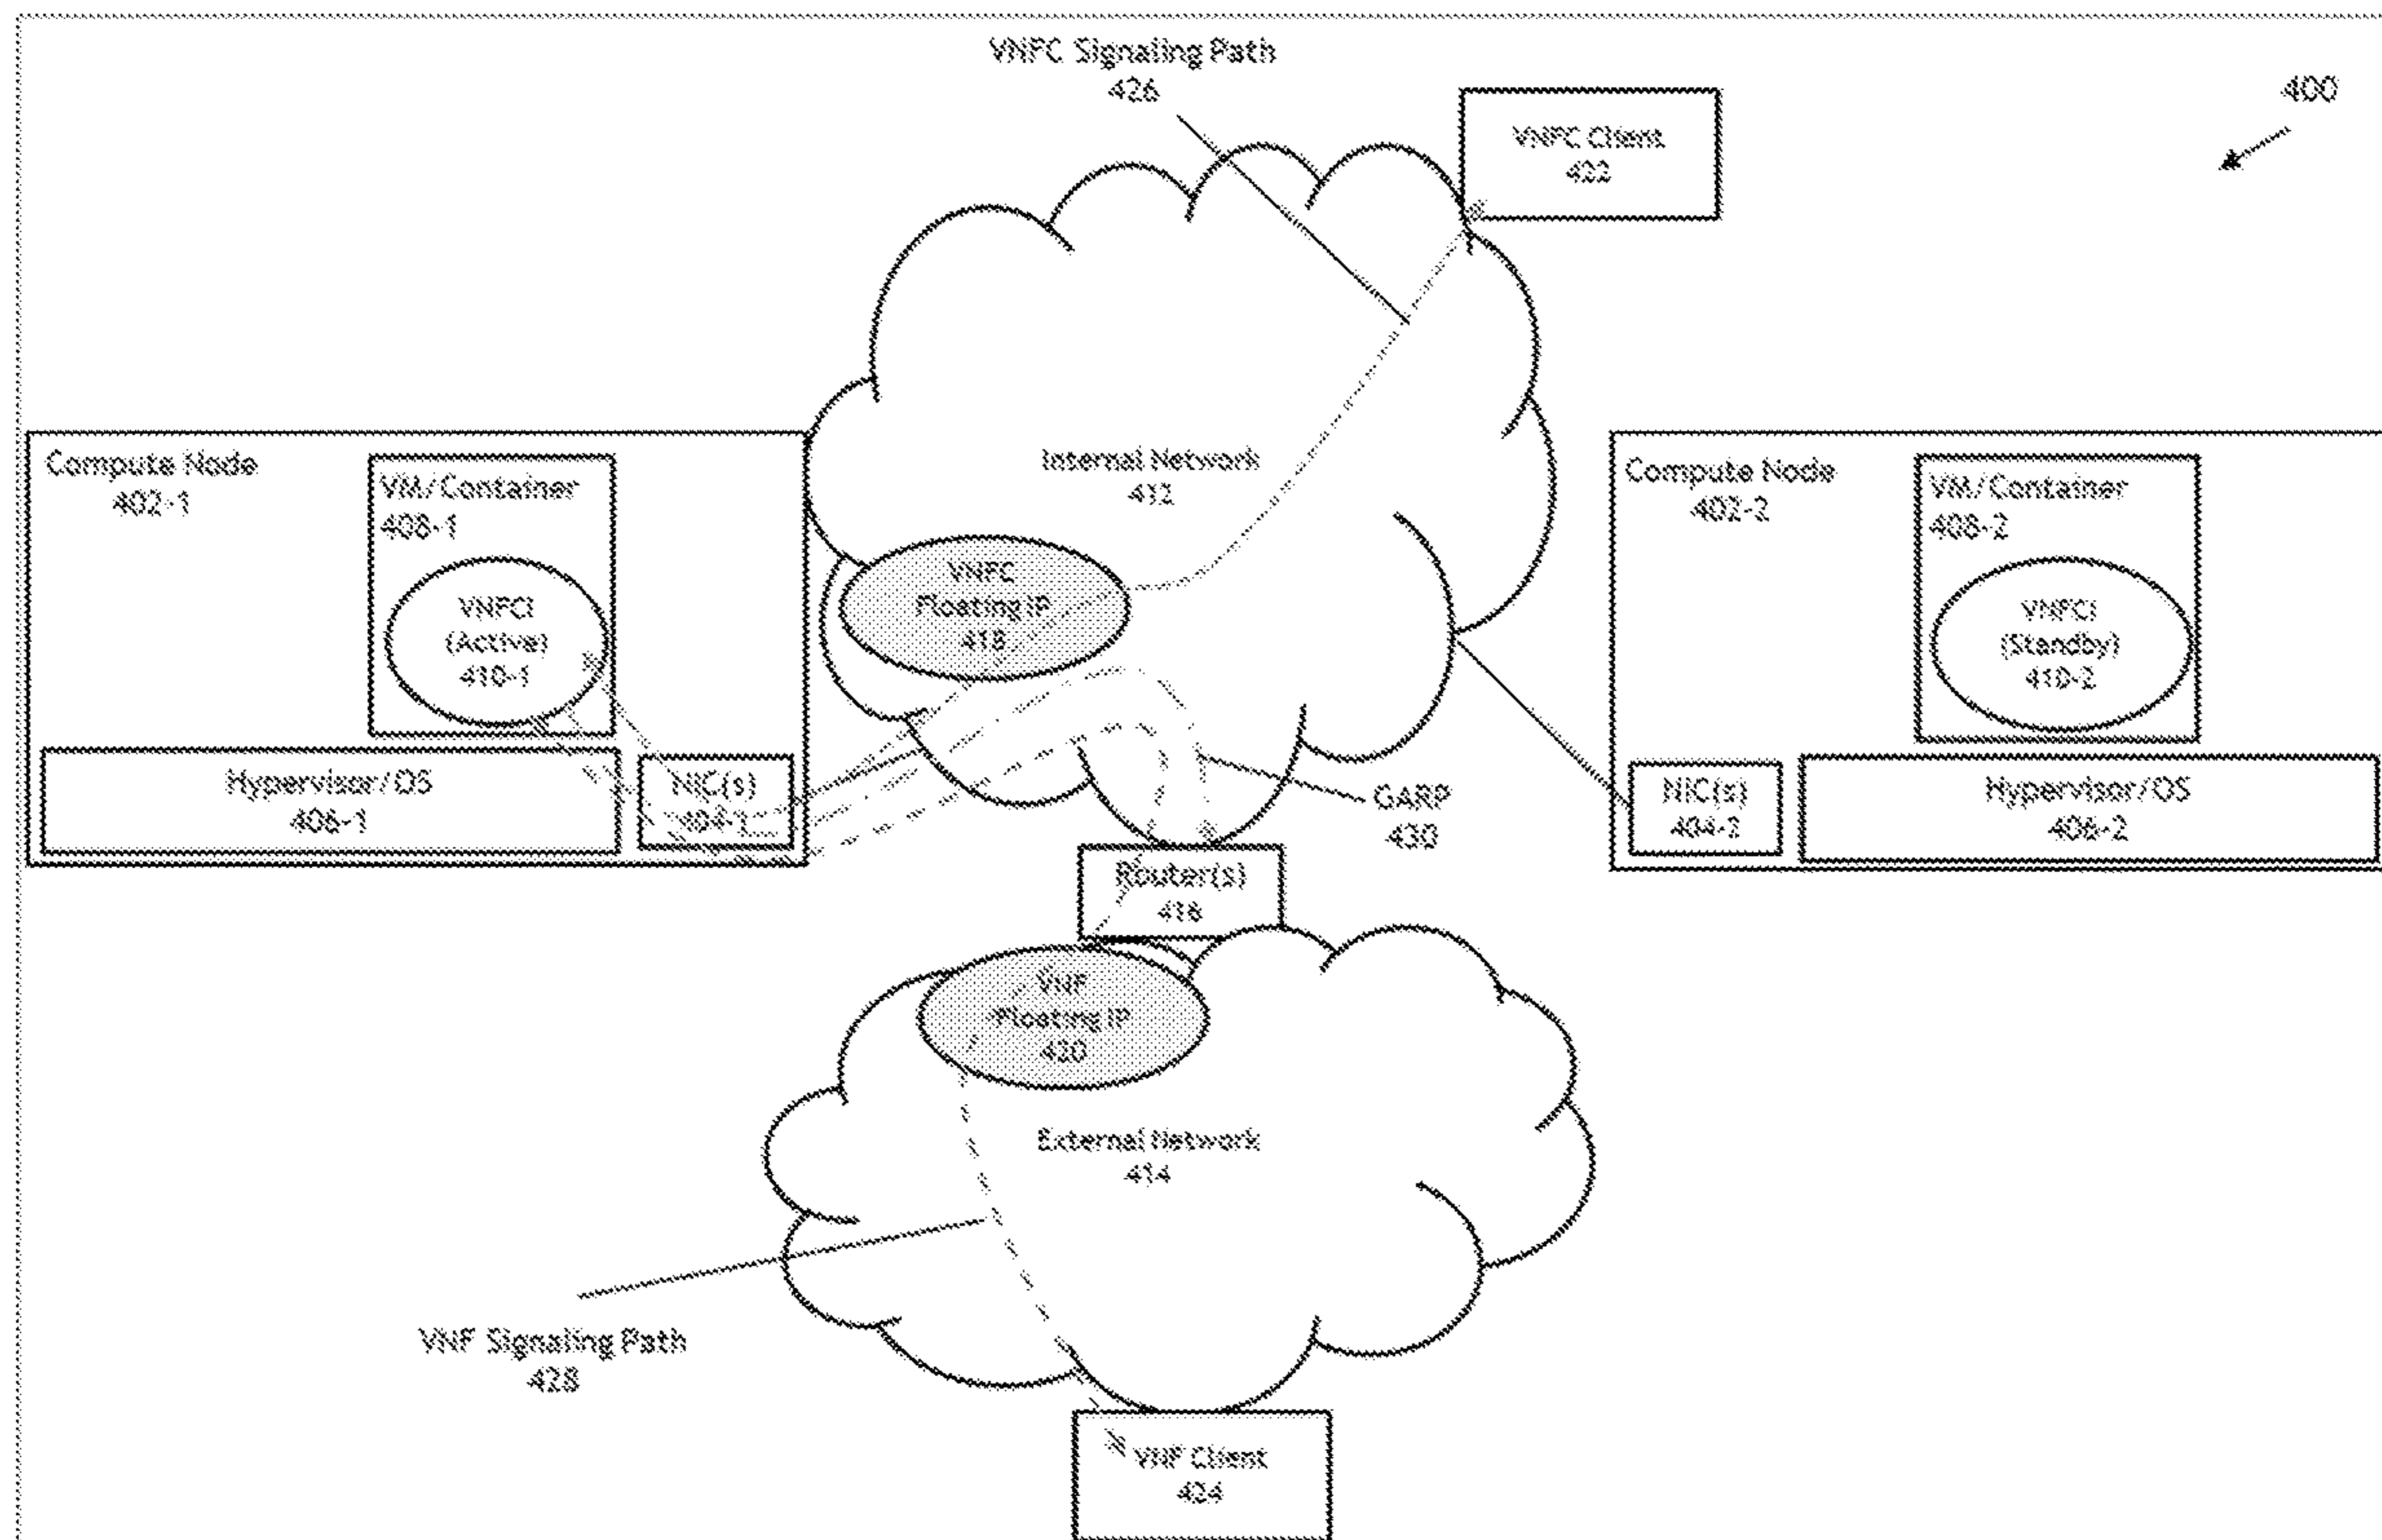 VNFC Signaling Path
426
400
VNFC Client
422
Compute Node
402-1
VM/Container
408-1
VNFCI
(Active)
410-1
Hypervisor/OS
406-1
NIC(s)
404-1
Internal Network
412
VNFC
Floating IP
418
Compute Node
402-2
VM/Container
408-2
VNFCI
(Standby)
410-2
NIC(s)
404-2
Hypervisor/OS
406-2
GARP
430
Router(s)
416
VNF
Floating IP
420
External Network
414
VNF Signaling Path
428
VNF Client
424